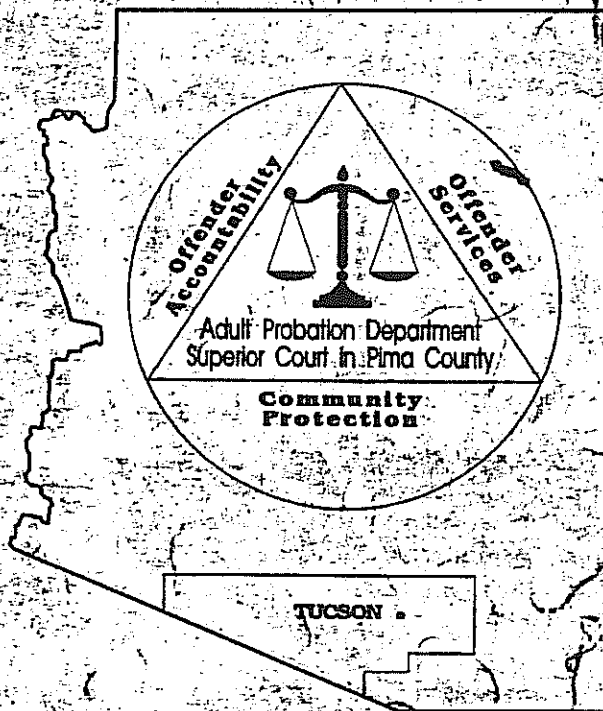 Offender
Accountability
Offender
Services
Adult Probation Department
Superior Court In Pima County
Community
Protection
TUCSON